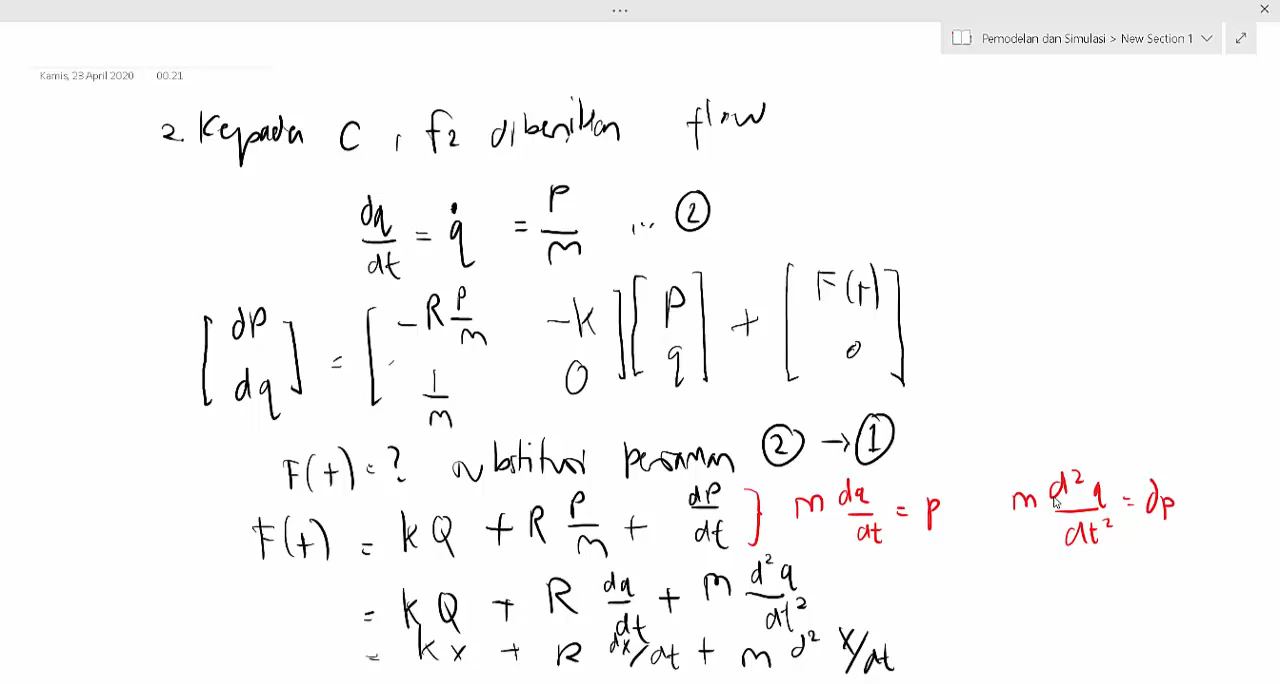 Pemodelan dan Simulasi > New Section 1
Kamis, 23 April 2020 00.21
2. Kepada C , f2 diberikan flow
dq/dt = q̇ = P/m ... ②
[dP dq] = [-R P/m -k 1/m 0] [P q] + [F(t) 0]
F(t) = ? substitusi persamaan ② → ①
F(t) = kQ + R P/m + dP/dt } m dq/dt = p m d²q/dt² = dp
= kQ + R dq/dt + m d²q/dt²
= kx + R dx/dt + m d² x/dt